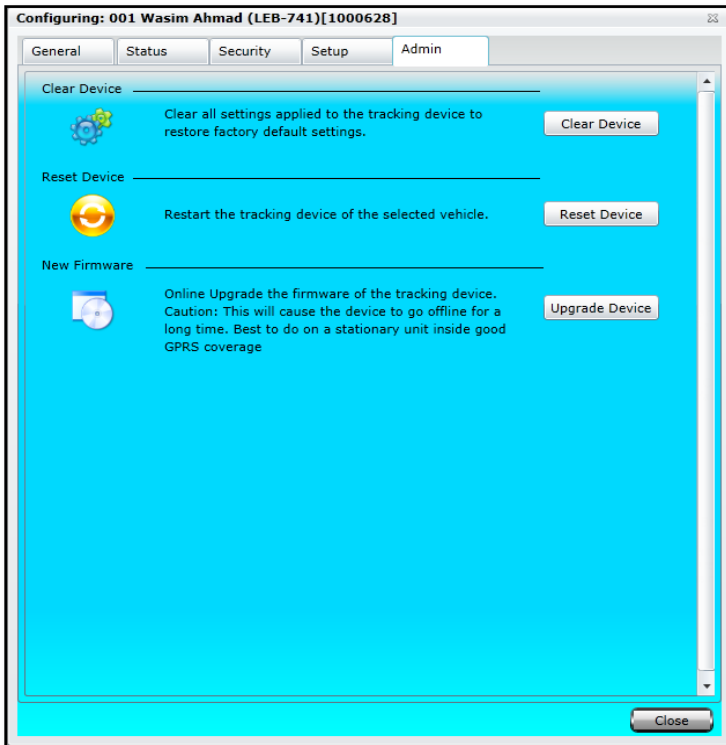 Configuring: 001 Wasim Ahmad (LEB-741)[1000628]
General Status Security Setup Admin
Clear Device
Clear all settings applied to the tracking device to
restore factory default settings.
Clear Device
Reset Device
Restart the tracking device of the selected vehicle.
Reset Device
New Firmware
Online Upgrade the firmware of the tracking device.
Caution: This will cause the device to go offline for a
long time. Best to do on a stationary unit inside good
GPRS coverage
Upgrade Device
Close